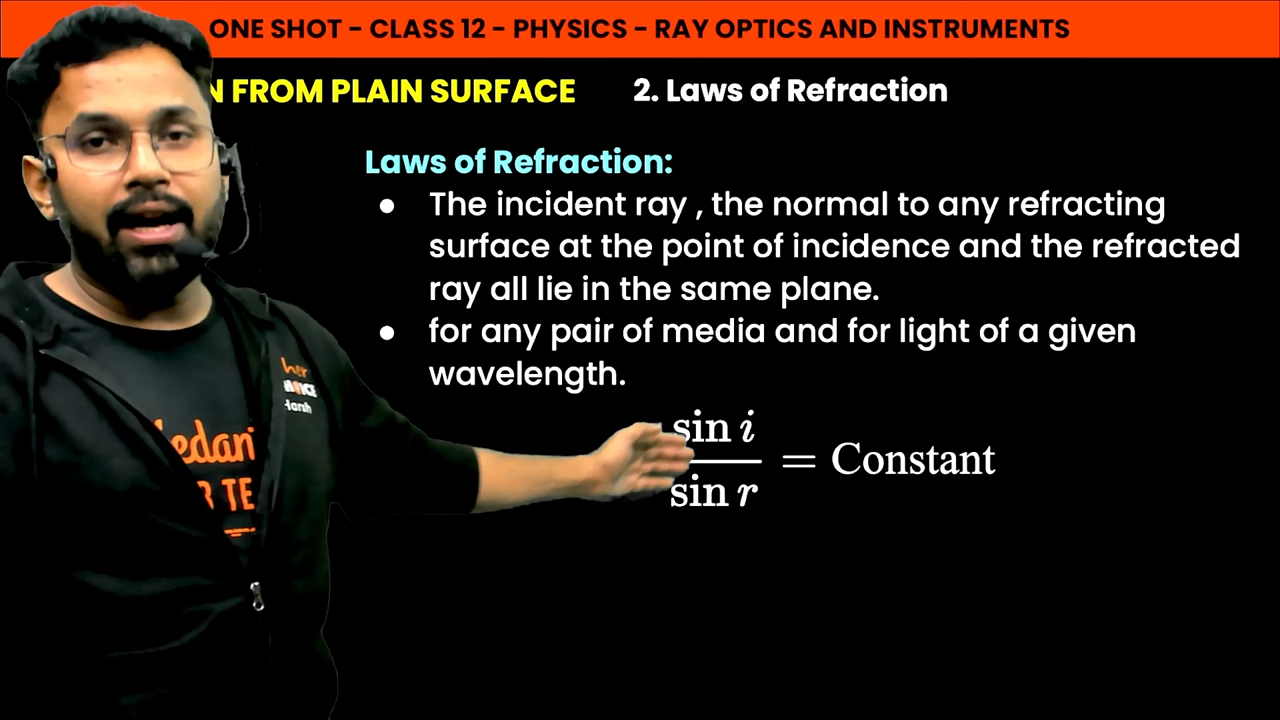 ONE SHOT - CLASS 12 - PHYSICS - RAY OPTICS AND INSTRUMENTS
FROM PLAIN SURFACE
2. Laws of Refraction
Laws of Refraction:
● The incident ray , the normal to any refracting
surface at the point of incidence and the refracted
ray all lie in the same plane.
● for any pair of media and for light of a given
wavelength.
sin i
sin r
= Constant
Harsh